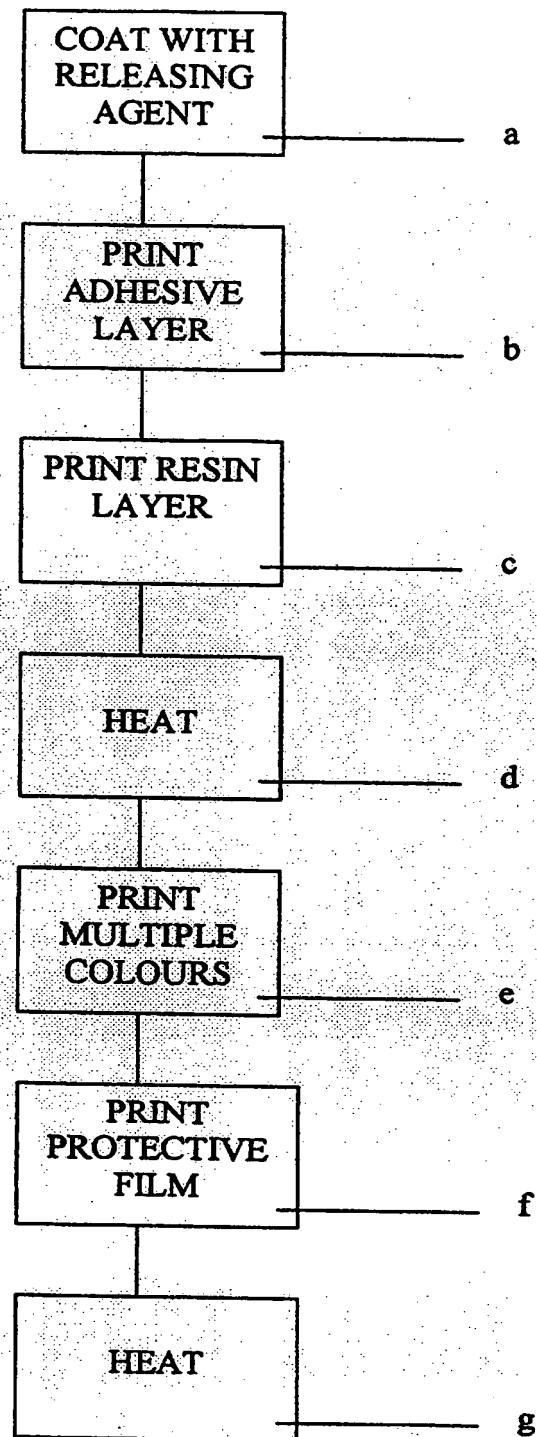 COAT WITH
RELEASING
AGENT
a
PRINT
ADHESIVE
LAYER
b
PRINT RESIN
LAYER
c
HEAT
d
PRINT
MULTIPLE
COLOURS
e
PRINT
PROTECTIVE
FILM
f
HEAT
g